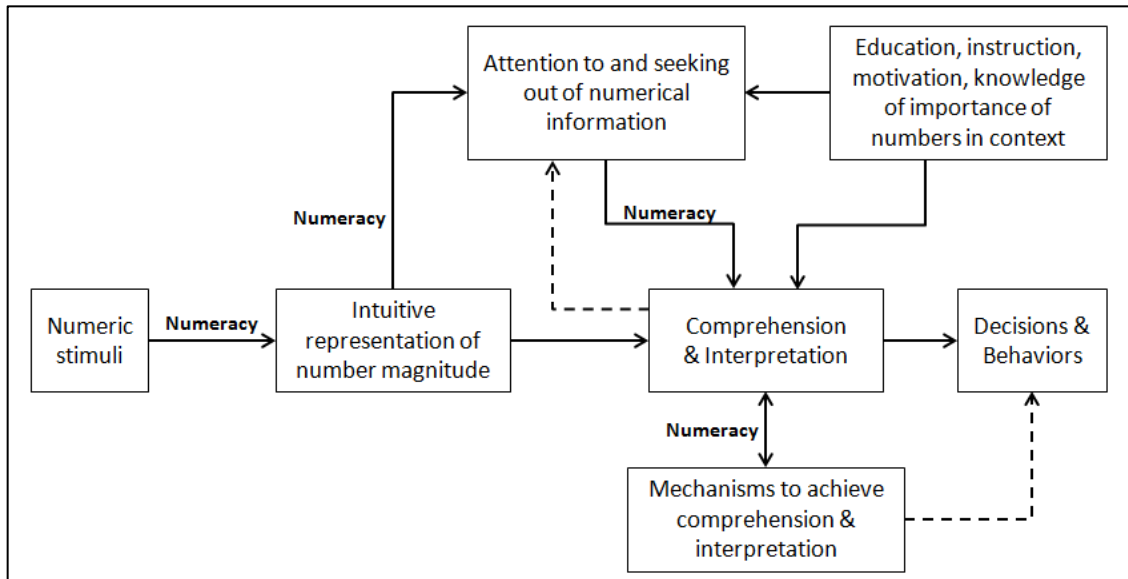 Attention to and seeking
out of numerical
information
Education, instruction,
motivation, knowledge
of importance of
numbers in context
Numeracy
Numeracy
Numeric
stimuli
Numeracy
Intuitive
representation of
number magnitude
Comprehension
& Interpretation
Decisions &
Behaviors
Numeracy
Mechanisms to achieve
comprehension &
interpretation